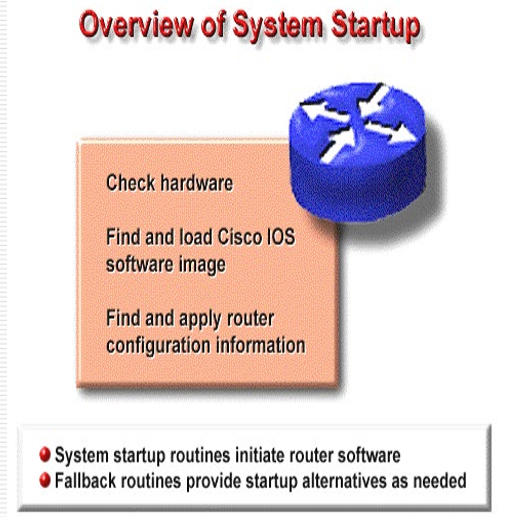 Overview of System Startup
Check hardware
Find and load Cisco IOS
software image
Find and apply router
configuration information
System startup routines initiate router software
Fallback routines provide startup alternatives as needed